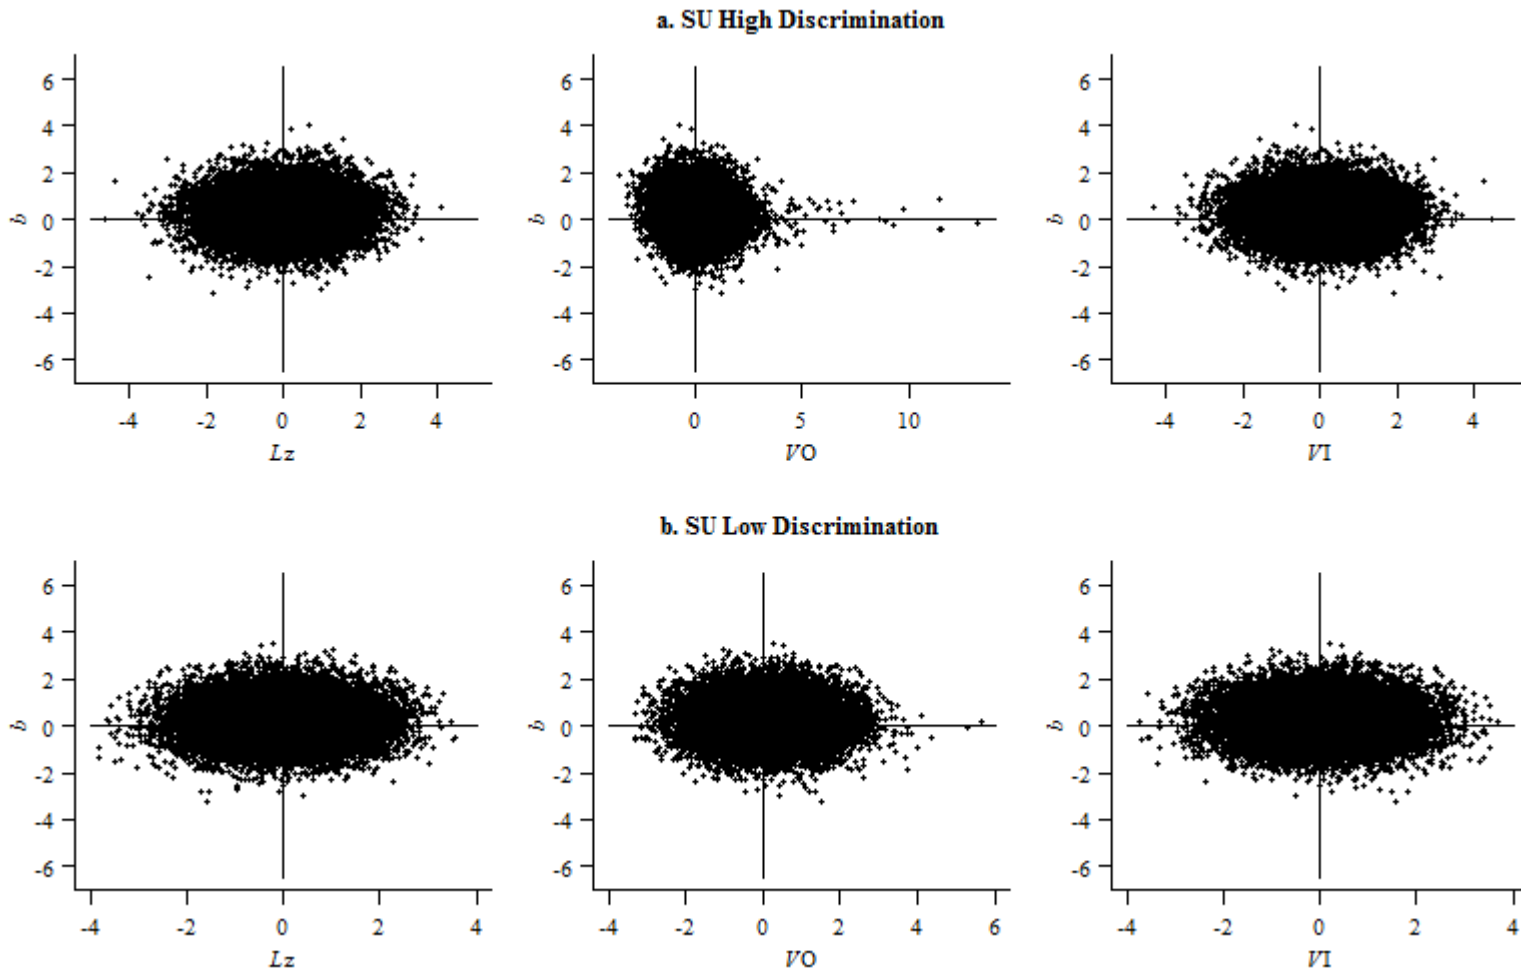 a. SU High Discrimination
6 6 6
4 4 4
2 2 2
b 0 b 0 b 0
-2 -2 -2
-4 -4 -4
-6 -6 -6
-4 -2 0 2 4 0 5 10 -4 -2 0 2 4
Lz VO VI
b. SU Low Discrimination
6 6 6
4 4 4
2 2 2
b 0 b 0 b 0
-2 -2 -2
-4 -4 -4
-6 -6 -6
-4 -2 0 2 4 -4 -2 0 2 4 6 -4 -2 0 2 4
Lz VO VI